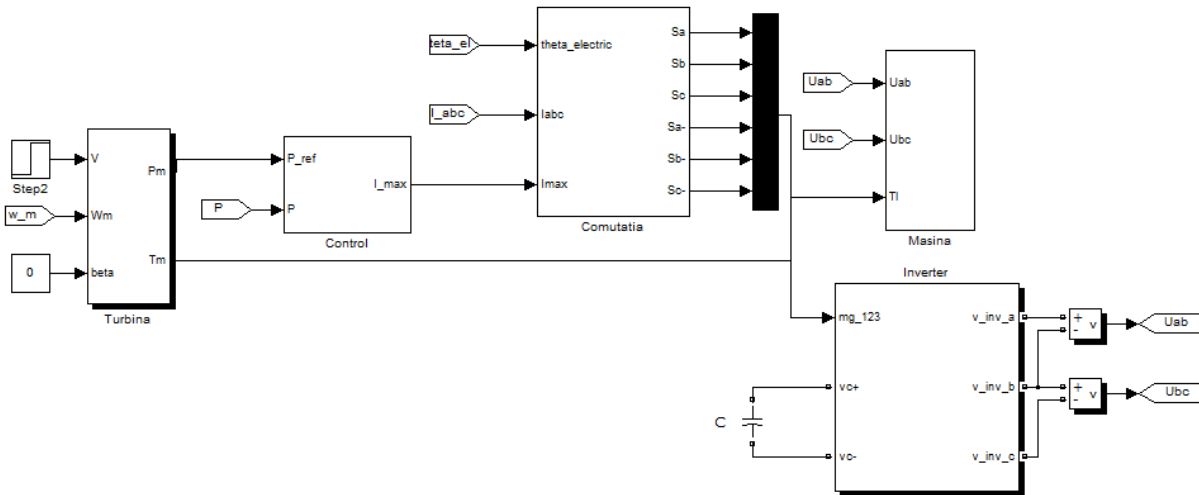 teta_el
theta_electric
I_abc
Iabc
Imax
Sa
Sb
Sc
Sa-
Sb-
Sc-
Comutatia
Uab
Uab
Ubc
Ubc
Tl
Masina
Step2
V
w_m
Wm
0
beta
Pm
Tm
Turbina
P_ref
P
P
I_max
Control
Inverter
mg_123
vc+
vc-
v_inv_a
v_inv_b
v_inv_c
C
+
-
v
Uab
+
-
v
Ubc